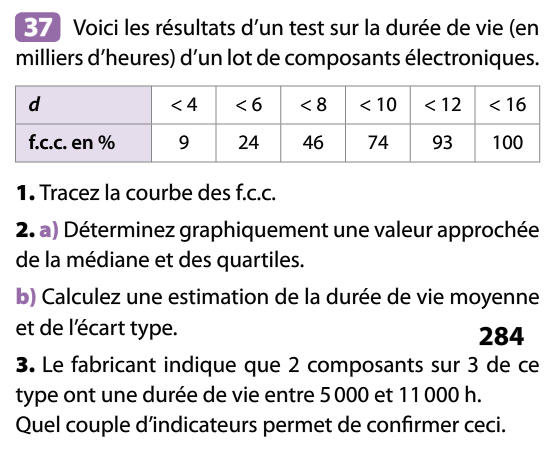 37 Voici les résultats d'un test sur la durée de vie (en
milliers d'heures) d'un lot de composants électroniques.
d < 4 < 6 < 8 < 10 < 12 < 16
f.c.c. en % 9 24 46 74 93 100
1. Tracez la courbe des f.c.c.
2. a) Déterminez graphiquement une valeur approchée
de la médiane et des quartiles.
b) Calculez une estimation de la durée de vie moyenne
et de l'écart type.
284
3. Le fabricant indique que 2 composants sur 3 de ce
type ont une durée de vie entre 5 000 et 11 000 h.
Quel couple d'indicateurs permet de confirmer ceci.